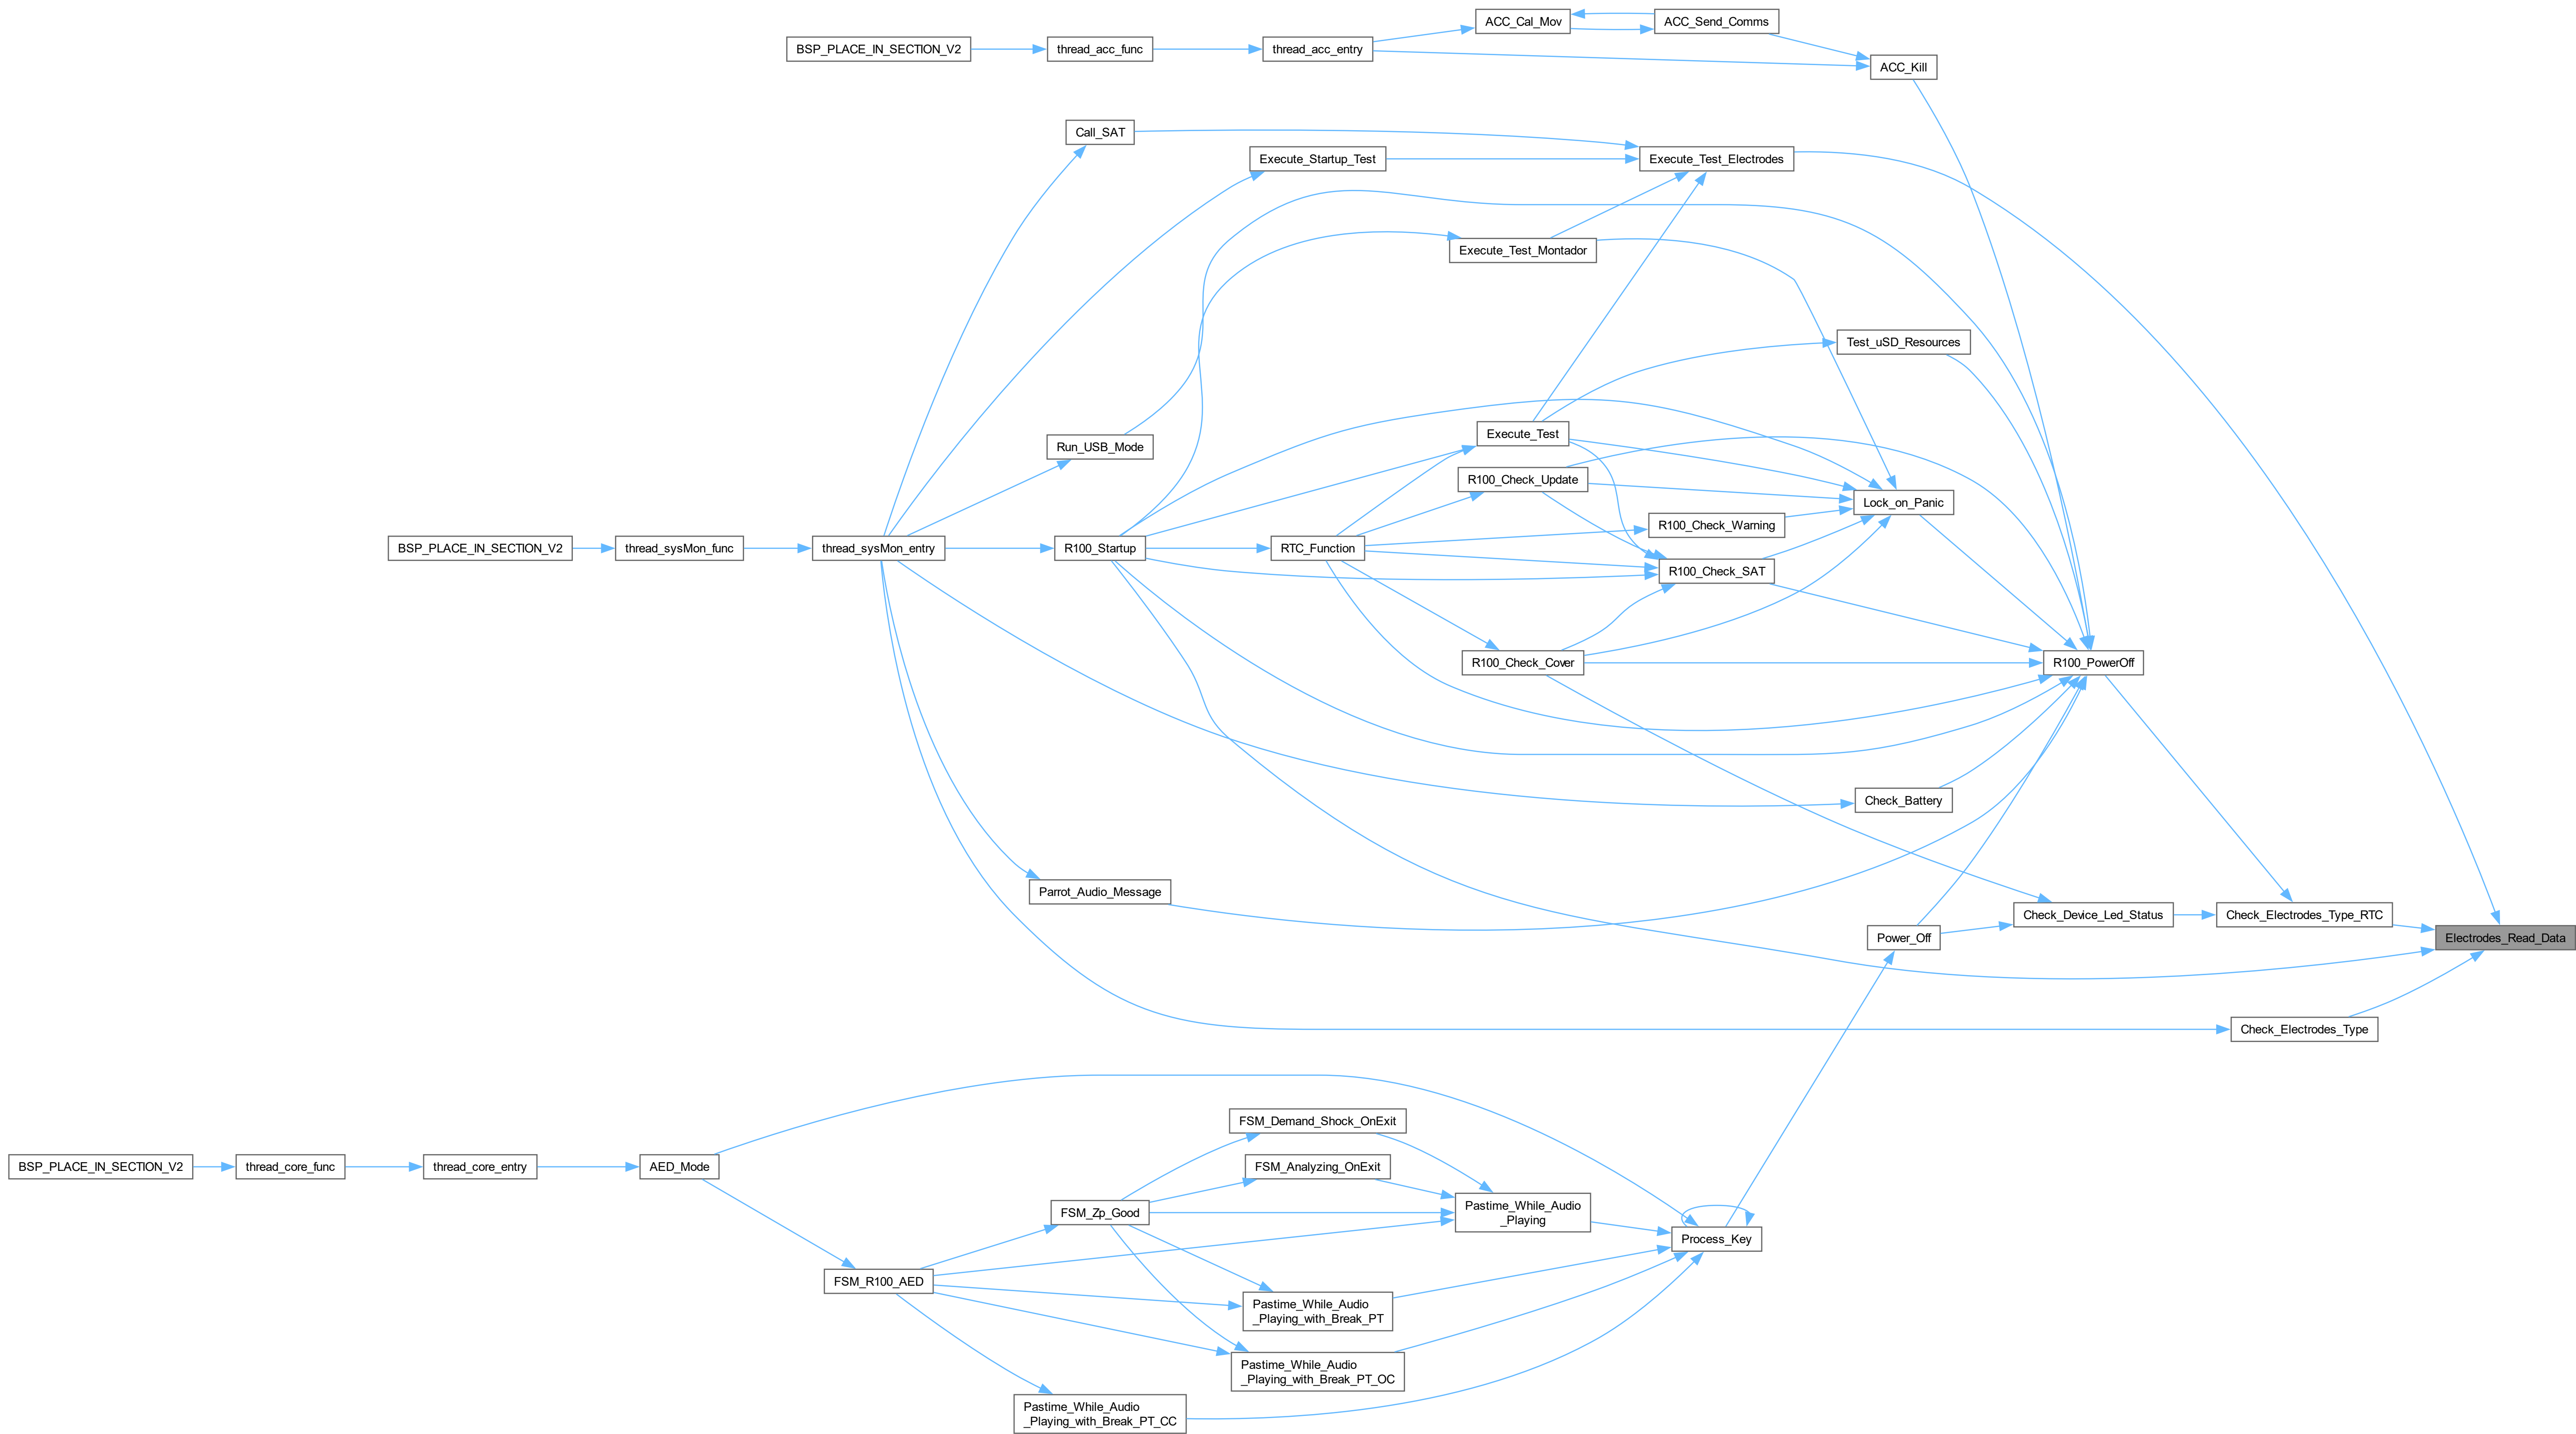 ACC_Cal_Mov
ACC_Send_Comms
BSP_PLACE_IN_SECTION_V2
thread_acc_func
thread_acc_entry
ACC_Kill
Call_SAT
Execute_Startup_Test
Execute_Test_Electrodes
Execute_Test_Montador
Test_uSD_Resources
Execute_Test
Run_USB_Mode
R100_Check_Update
Lock_on_Panic
R100_Check_Warning
BSP_PLACE_IN_SECTION_V2
thread_sysMon_func
thread_sysMon_entry
R100_Startup
RTC_Function
R100_Check_SAT
R100_Check_Cover
R100_PowerOff
Check_Battery
Parrot_Audio_Message
Check_Device_Led_Status
Check_Electrodes_Type_RTC
Power_Off
Electrodes_Read_Data
Check_Electrodes_Type
FSM_Demand_Shock_OnExit
BSP_PLACE_IN_SECTION_V2
thread_core_func
thread_core_entry
AED_Mode
FSM_Analyzing_OnExit
FSM_Zp_Good
Pastime_While_Audio
_Playing
Process_Key
FSM_R100_AED
Pastime_While_Audio
_Playing_with_Break_PT
Pastime_While_Audio
_Playing_with_Break_PT_OC
Pastime_While_Audio
_Playing_with_Break_PT_CC